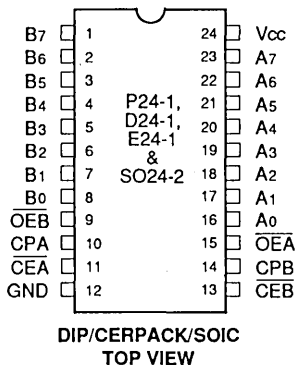 B7 1 24 Vcc
B6 2 23 A7
B5 3 22 A6
B4 4 P24-1, 21 A5
B3 5 D24-1, 20 A4
B2 6 E24-1 19 A3
B1 7 & 18 A2
B0 8 SO24-2 17 A1
OEB 9 16 A0
CPA 10 15 OEA
CEA 11 14 CPB
GND 12 13 CEB
DIP/CERPACK/SOIC
TOP VIEW